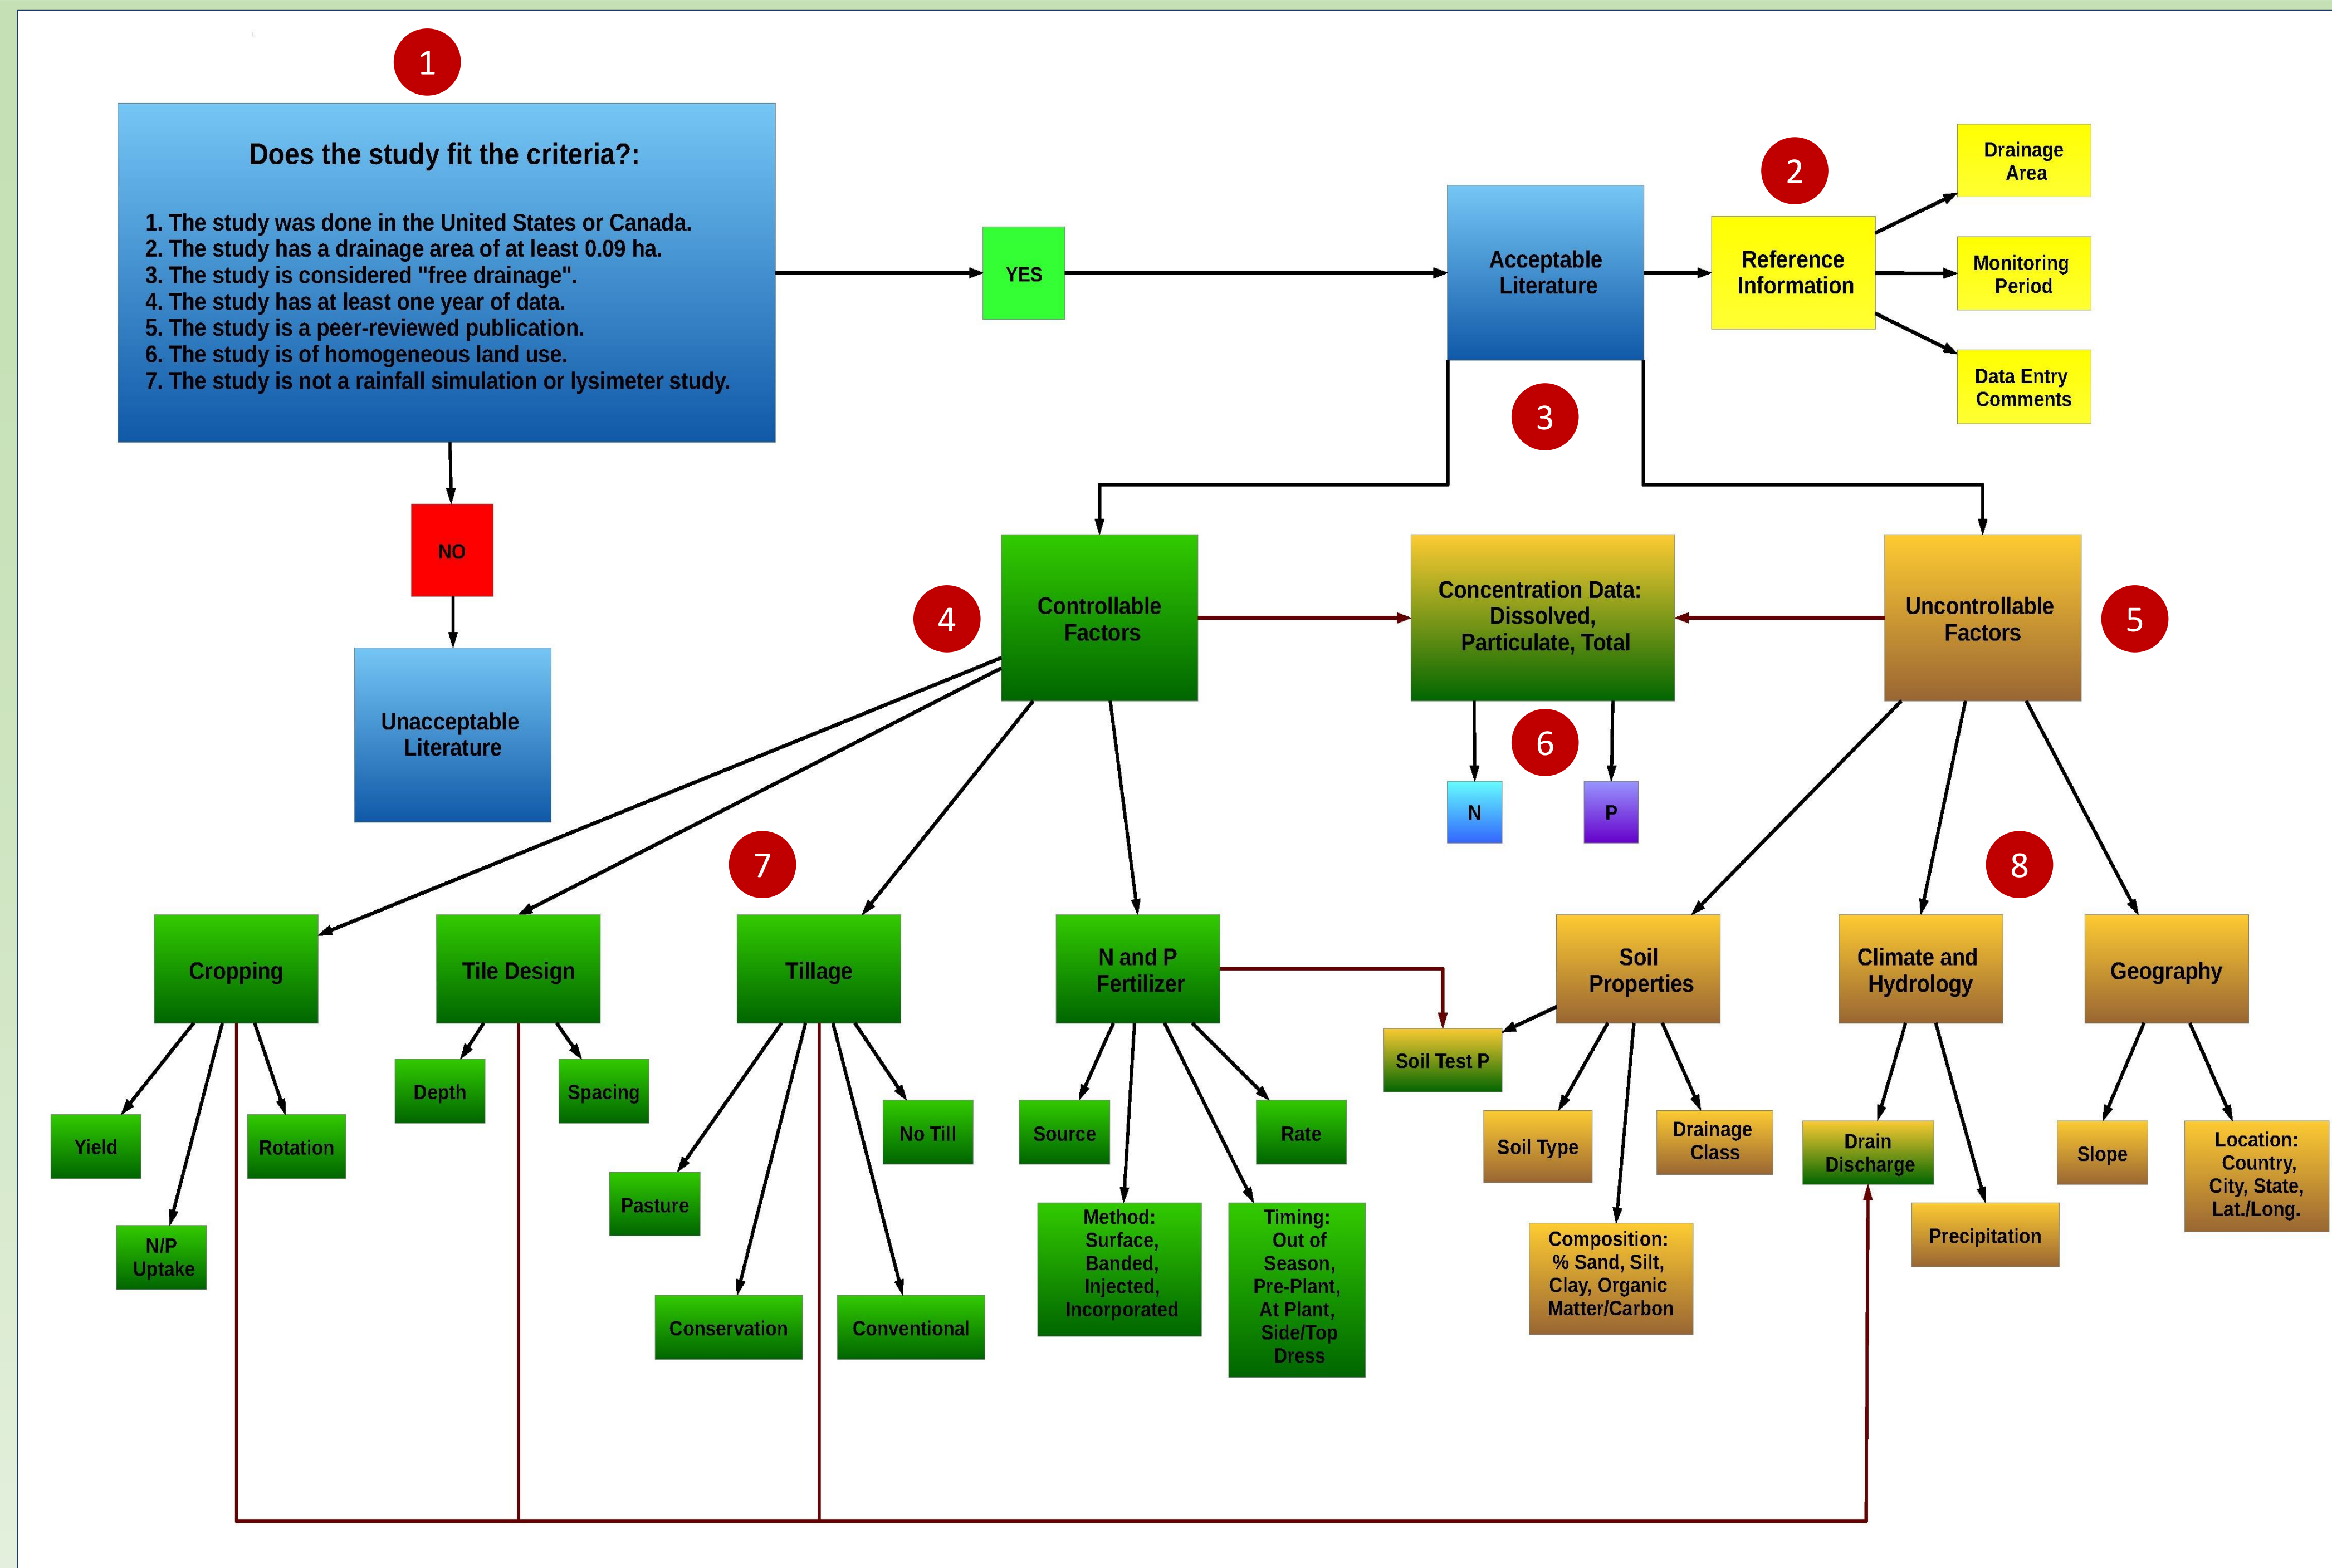 1
Does the study fit the criteria?:
1. The study was done in the United States or Canada.
2. The study has a drainage area of at least 0.09 ha.
3. The study is considered "free drainage".
4. The study has at least one year of data.
5. The study is a peer-reviewed publication.
6. The study is of homogeneous land use.
7. The study is not a rainfall simulation or lysimeter study.
YES
Acceptable
Literature
2
Reference
Information
Drainage
Area
Monitoring
Period
Data Entry
Comments
3
NO
Unacceptable
Literature
4
Controllable
Factors
Concentration Data:
Dissolved,
Particulate, Total
Uncontrollable
Factors
5
6
N
P
7
8
Cropping
Tile Design
Tillage
N and P
Fertilizer
Soil
Properties
Climate and
Hydrology
Geography
Yield
N/P
Uptake
Rotation
Depth
Spacing
Pasture
Conservation
Conventional
No Till
Source
Method:
Surface,
Banded,
Injected,
Incorporated
Timing:
Out of
Season,
Pre-Plant,
At Plant,
Side/Top
Dress
Rate
Soil Test P
Soil Type
Composition:
% Sand, Silt,
Clay, Organic
Matter/Carbon
Drainage
Class
Drain
Discharge
Precipitation
Slope
Location:
Country,
City, State,
Lat./Long.